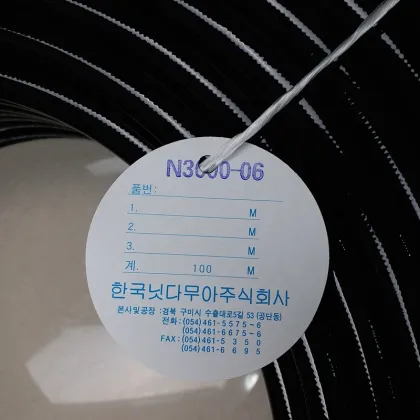 N3000-06
품번:
1. M
2. M
3. M
계. 100 M
한국닛다무아주식회사
본사및공장 :경북 구미시 수출대로5길 53 (공단동)
전화:(054)461-5575~6
(054)461-6675~6
FAX:(054)461-5350
(054)461-6695